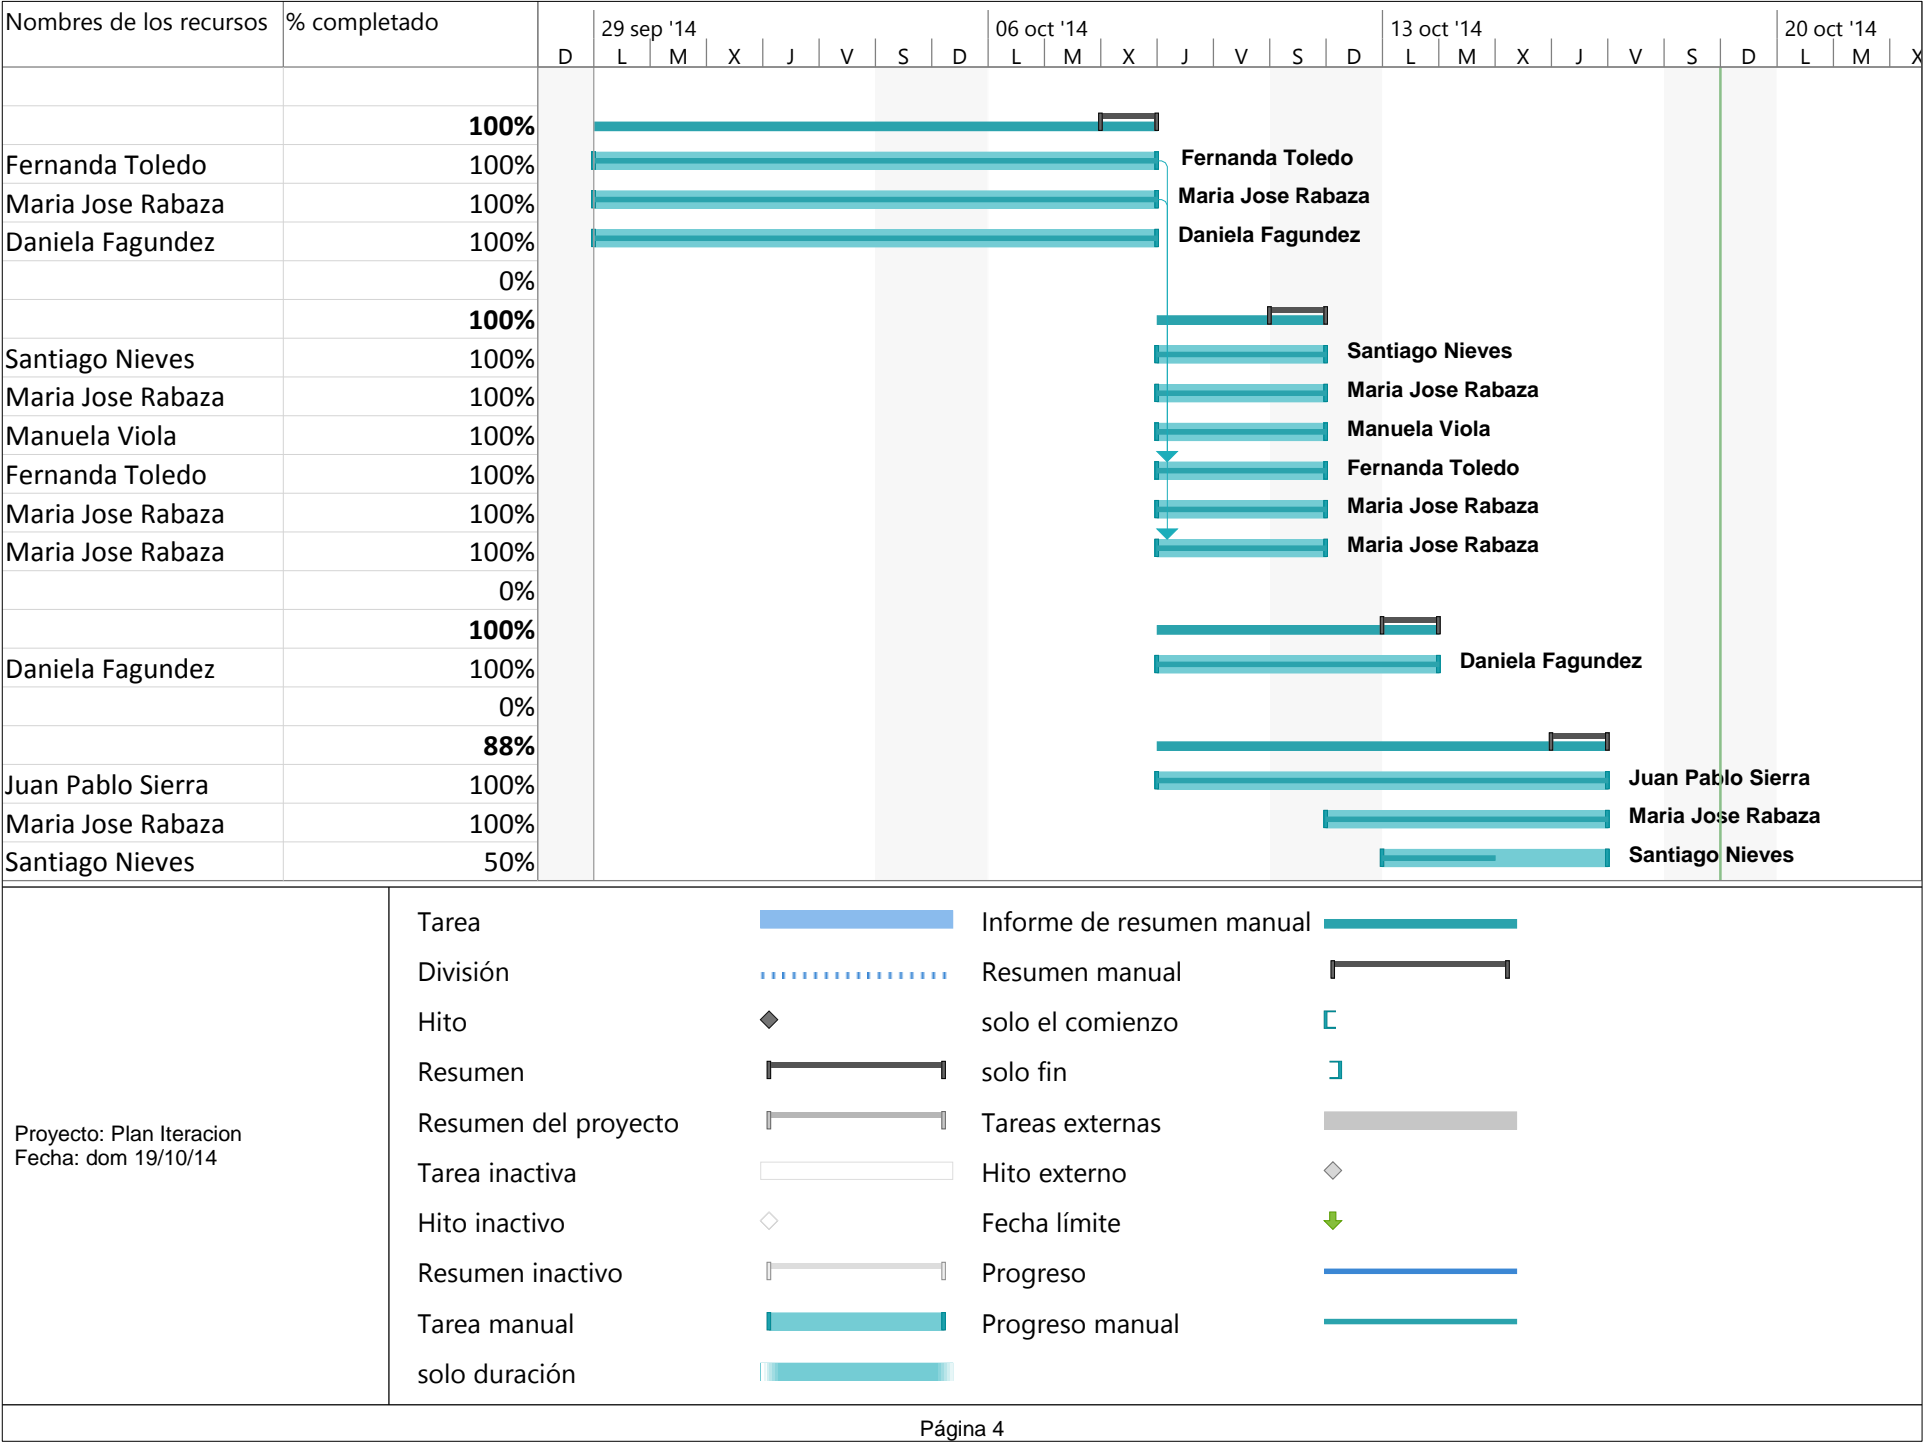 Nombres de los recursos % completado
29 sep '14 06 oct '14 13 oct '14 20 oct '14
D L M X J V S D L M X J V S D L M X J V S D L M X
100%
Fernanda Toledo 100% Fernanda Toledo
Maria Jose Rabaza 100% Maria Jose Rabaza
Daniela Fagundez 100% Daniela Fagundez
0%
100%
Santiago Nieves 100% Santiago Nieves
Maria Jose Rabaza 100% Maria Jose Rabaza
Manuela Viola 100% Manuela Viola
Fernanda Toledo 100% Fernanda Toledo
Maria Jose Rabaza 100% Maria Jose Rabaza
Maria Jose Rabaza 100% Maria Jose Rabaza
0%
100%
Daniela Fagundez 100% Daniela Fagundez
0%
88%
Juan Pablo Sierra 100% Juan Pablo Sierra
Maria Jose Rabaza 100% Maria Jose Rabaza
Santiago Nieves 50% Santiago Nieves
Proyecto: Plan Iteracion
Fecha: dom 19/10/14
Tarea
División
Hito
Resumen
Resumen del proyecto
Tarea inactiva
Hito inactivo
Resumen inactivo
Tarea manual
solo duración
Informe de resumen manual
Resumen manual
solo el comienzo
solo fin
Tareas externas
Hito externo
Fecha límite
Progreso
Progreso manual
Página 4